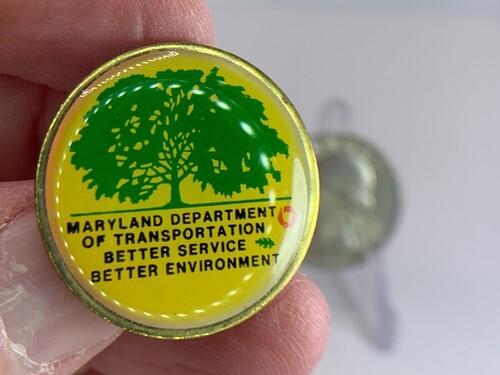 MARYLAND DEPARTMENT
OF TRANSPORTATION
BETTER SERVICE
BETTER ENVIRONMENT